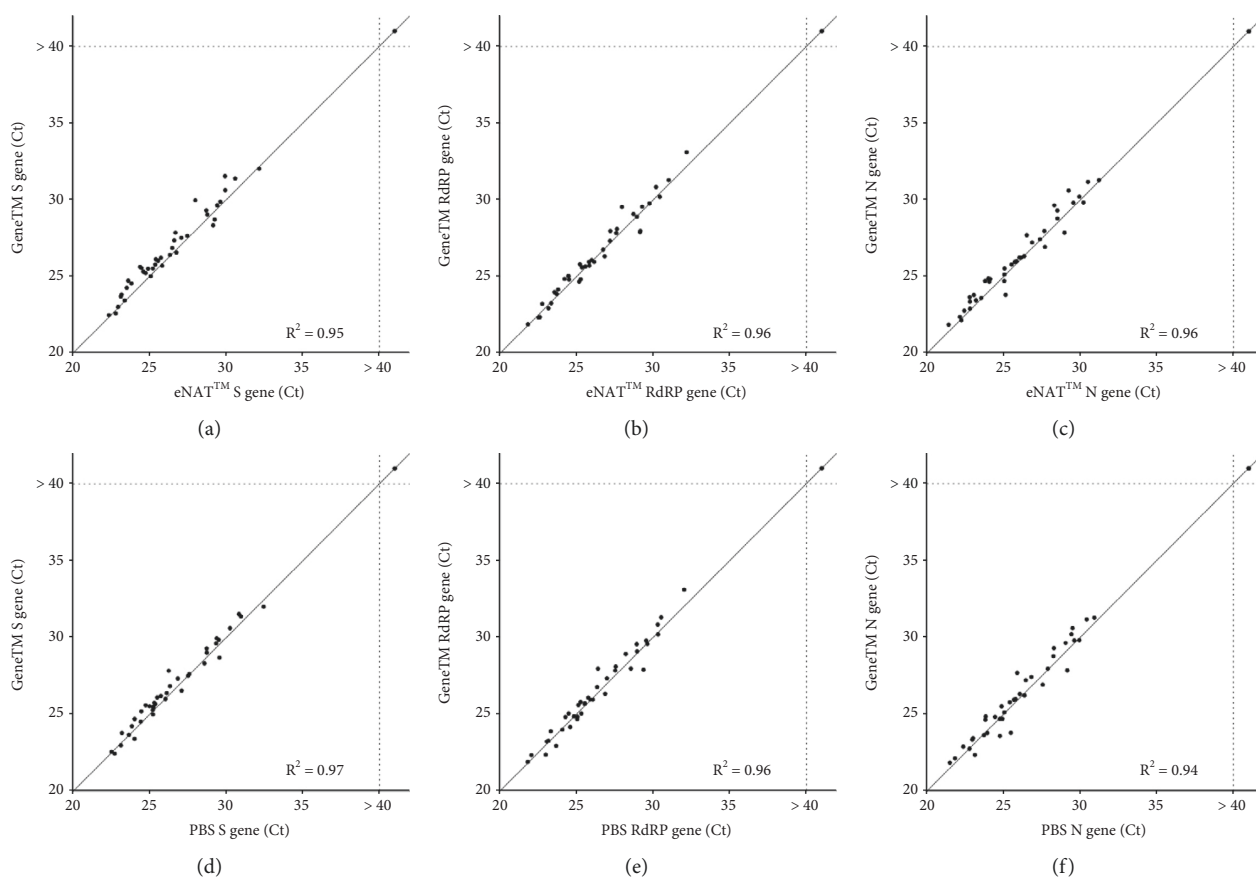 > 40
35
30
25
20
GeneTM S gene (Ct)
R² = 0.95
20 25 30 35 > 40
eNAT™ S gene (Ct)
(a)
> 40
35
30
25
20
GeneTM RdRP gene (Ct)
R² = 0.96
20 25 30 35 > 40
eNAT™ RdRP gene (Ct)
(b)
> 40
35
30
25
20
GeneTM N gene (Ct)
R² = 0.96
20 25 30 35 > 40
eNAT™ N gene (Ct)
(c)
> 40
35
30
25
20
GeneTM S gene (Ct)
R² = 0.97
20 25 30 35 > 40
PBS S gene (Ct)
(d)
> 40
35
30
25
20
GeneTM RdRP gene (Ct)
R² = 0.96
20 25 30 35 > 40
PBS RdRP gene (Ct)
(e)
> 40
35
30
25
20
GeneTM N gene (Ct)
R² = 0.94
20 25 30 35 > 40
PBS N gene (Ct)
(f)